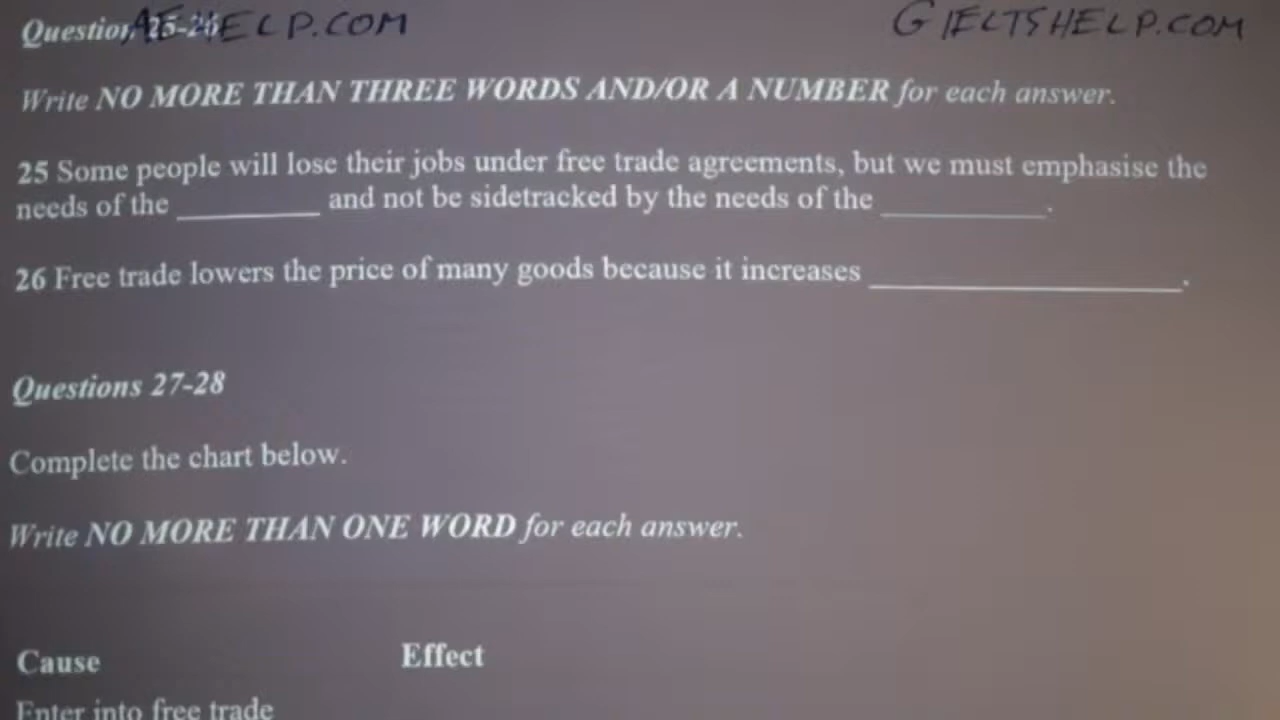 Question 25-26 AEHELP.COM GIELTSHELP.COM
Write NO MORE THAN THREE WORDS AND/OR A NUMBER for each answer.
25 Some people will lose their jobs under free trade agreements, but we must emphasise the
needs of the __________ and not be sidetracked by the needs of the ___________.
26 Free trade lowers the price of many goods because it increases _____________________.
Questions 27-28
Complete the chart below.
Write NO MORE THAN ONE WORD for each answer.
Cause Effect
Enter into free trade